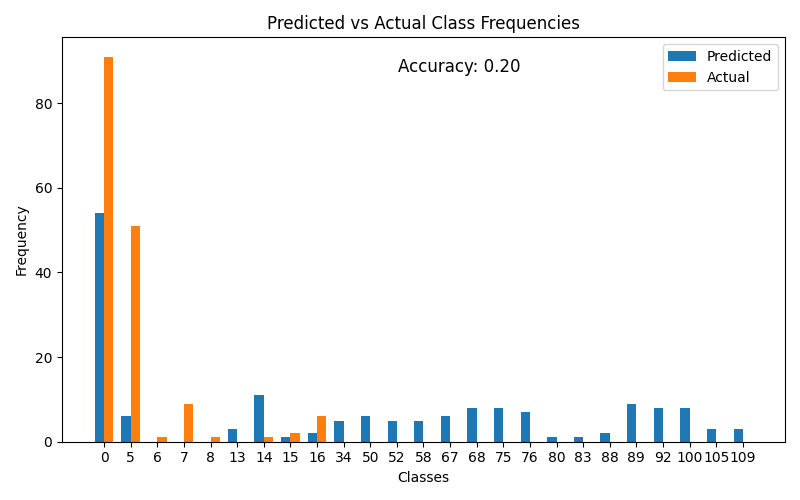 Predicted vs Actual Class Frequencies
Accuracy: 0.20
Predicted
Actual
Frequency
80
60
40
20
0
0 5 6 7 8 13 14 15 16 34 50 52 58 67 68 75 76 80 83 88 89 92 100 105 109
Classes